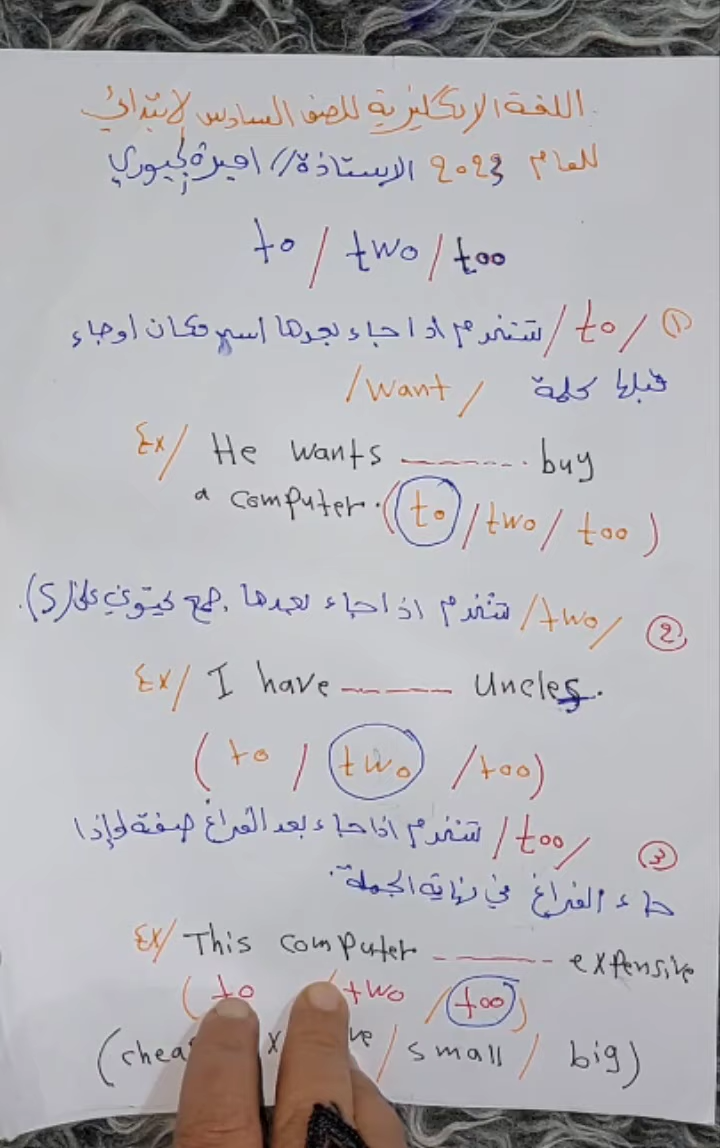 اللغة الانكليزية للصف السادس الابتدائي
للعام 2023 الاستاذة // اميرة الجبوري
to / two / too
① / to / تستخدم اذا جاء بعدها اسم مكان او جاء
قبلها كلمة / want /
Ex/ He wants ........ buy
a computer. (to / two / too)
② / two / تستخدم اذا جاء بعدها جمع يحتوي على (s).
Ex/ I have ------ uncles.
(to / two / too)
③ / too / تستخدم اذا جاء بعد الفراغ صفة او إذا
جاء الفراغ في نهاية الجملة.
Ex/ This computer -------- expensive
(to / two / too)
(chea ve / small / big)